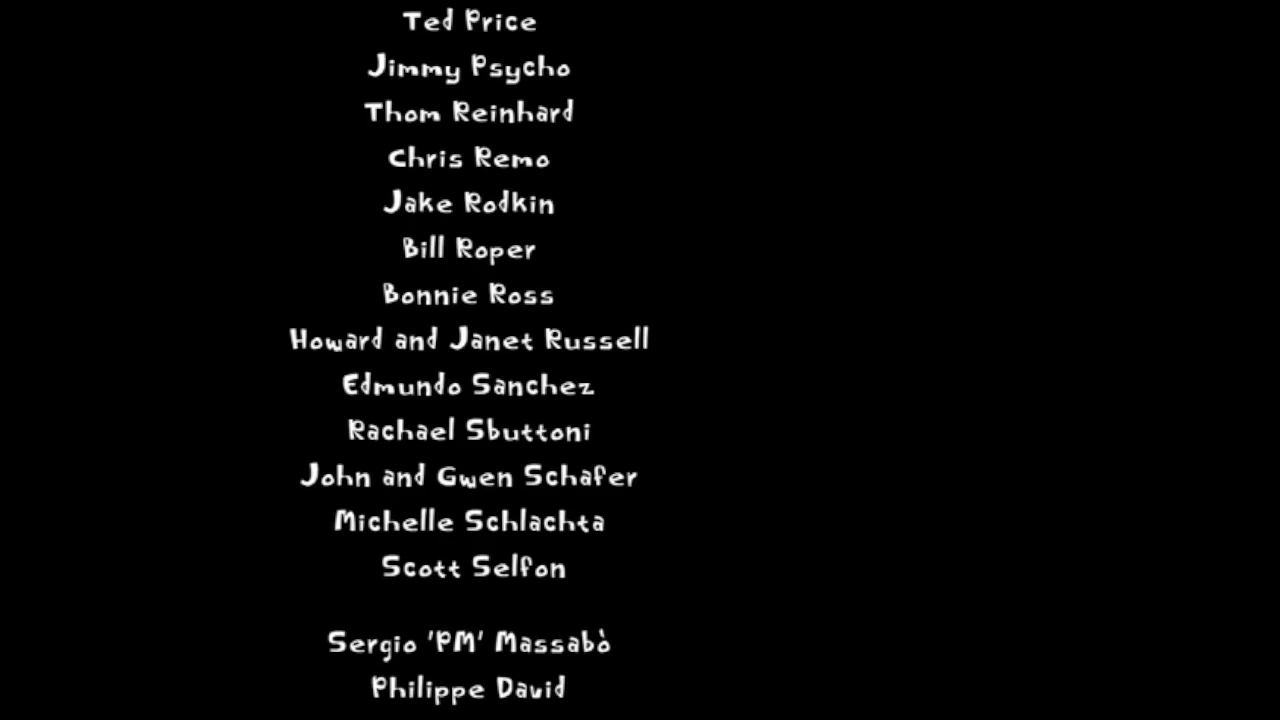 Ted Price
Jimmy Psycho
Thom Reinhard
Chris Remo
Jake Rodkin
Bill Roper
Bonnie Ross
Howard and Janet Russell
Edmundo Sanchez
Rachael Sbuttoni
John and Gwen Schafer
Michelle Schlachta
Scott Selfon
Sergio 'PM' Massabò
Philippe David